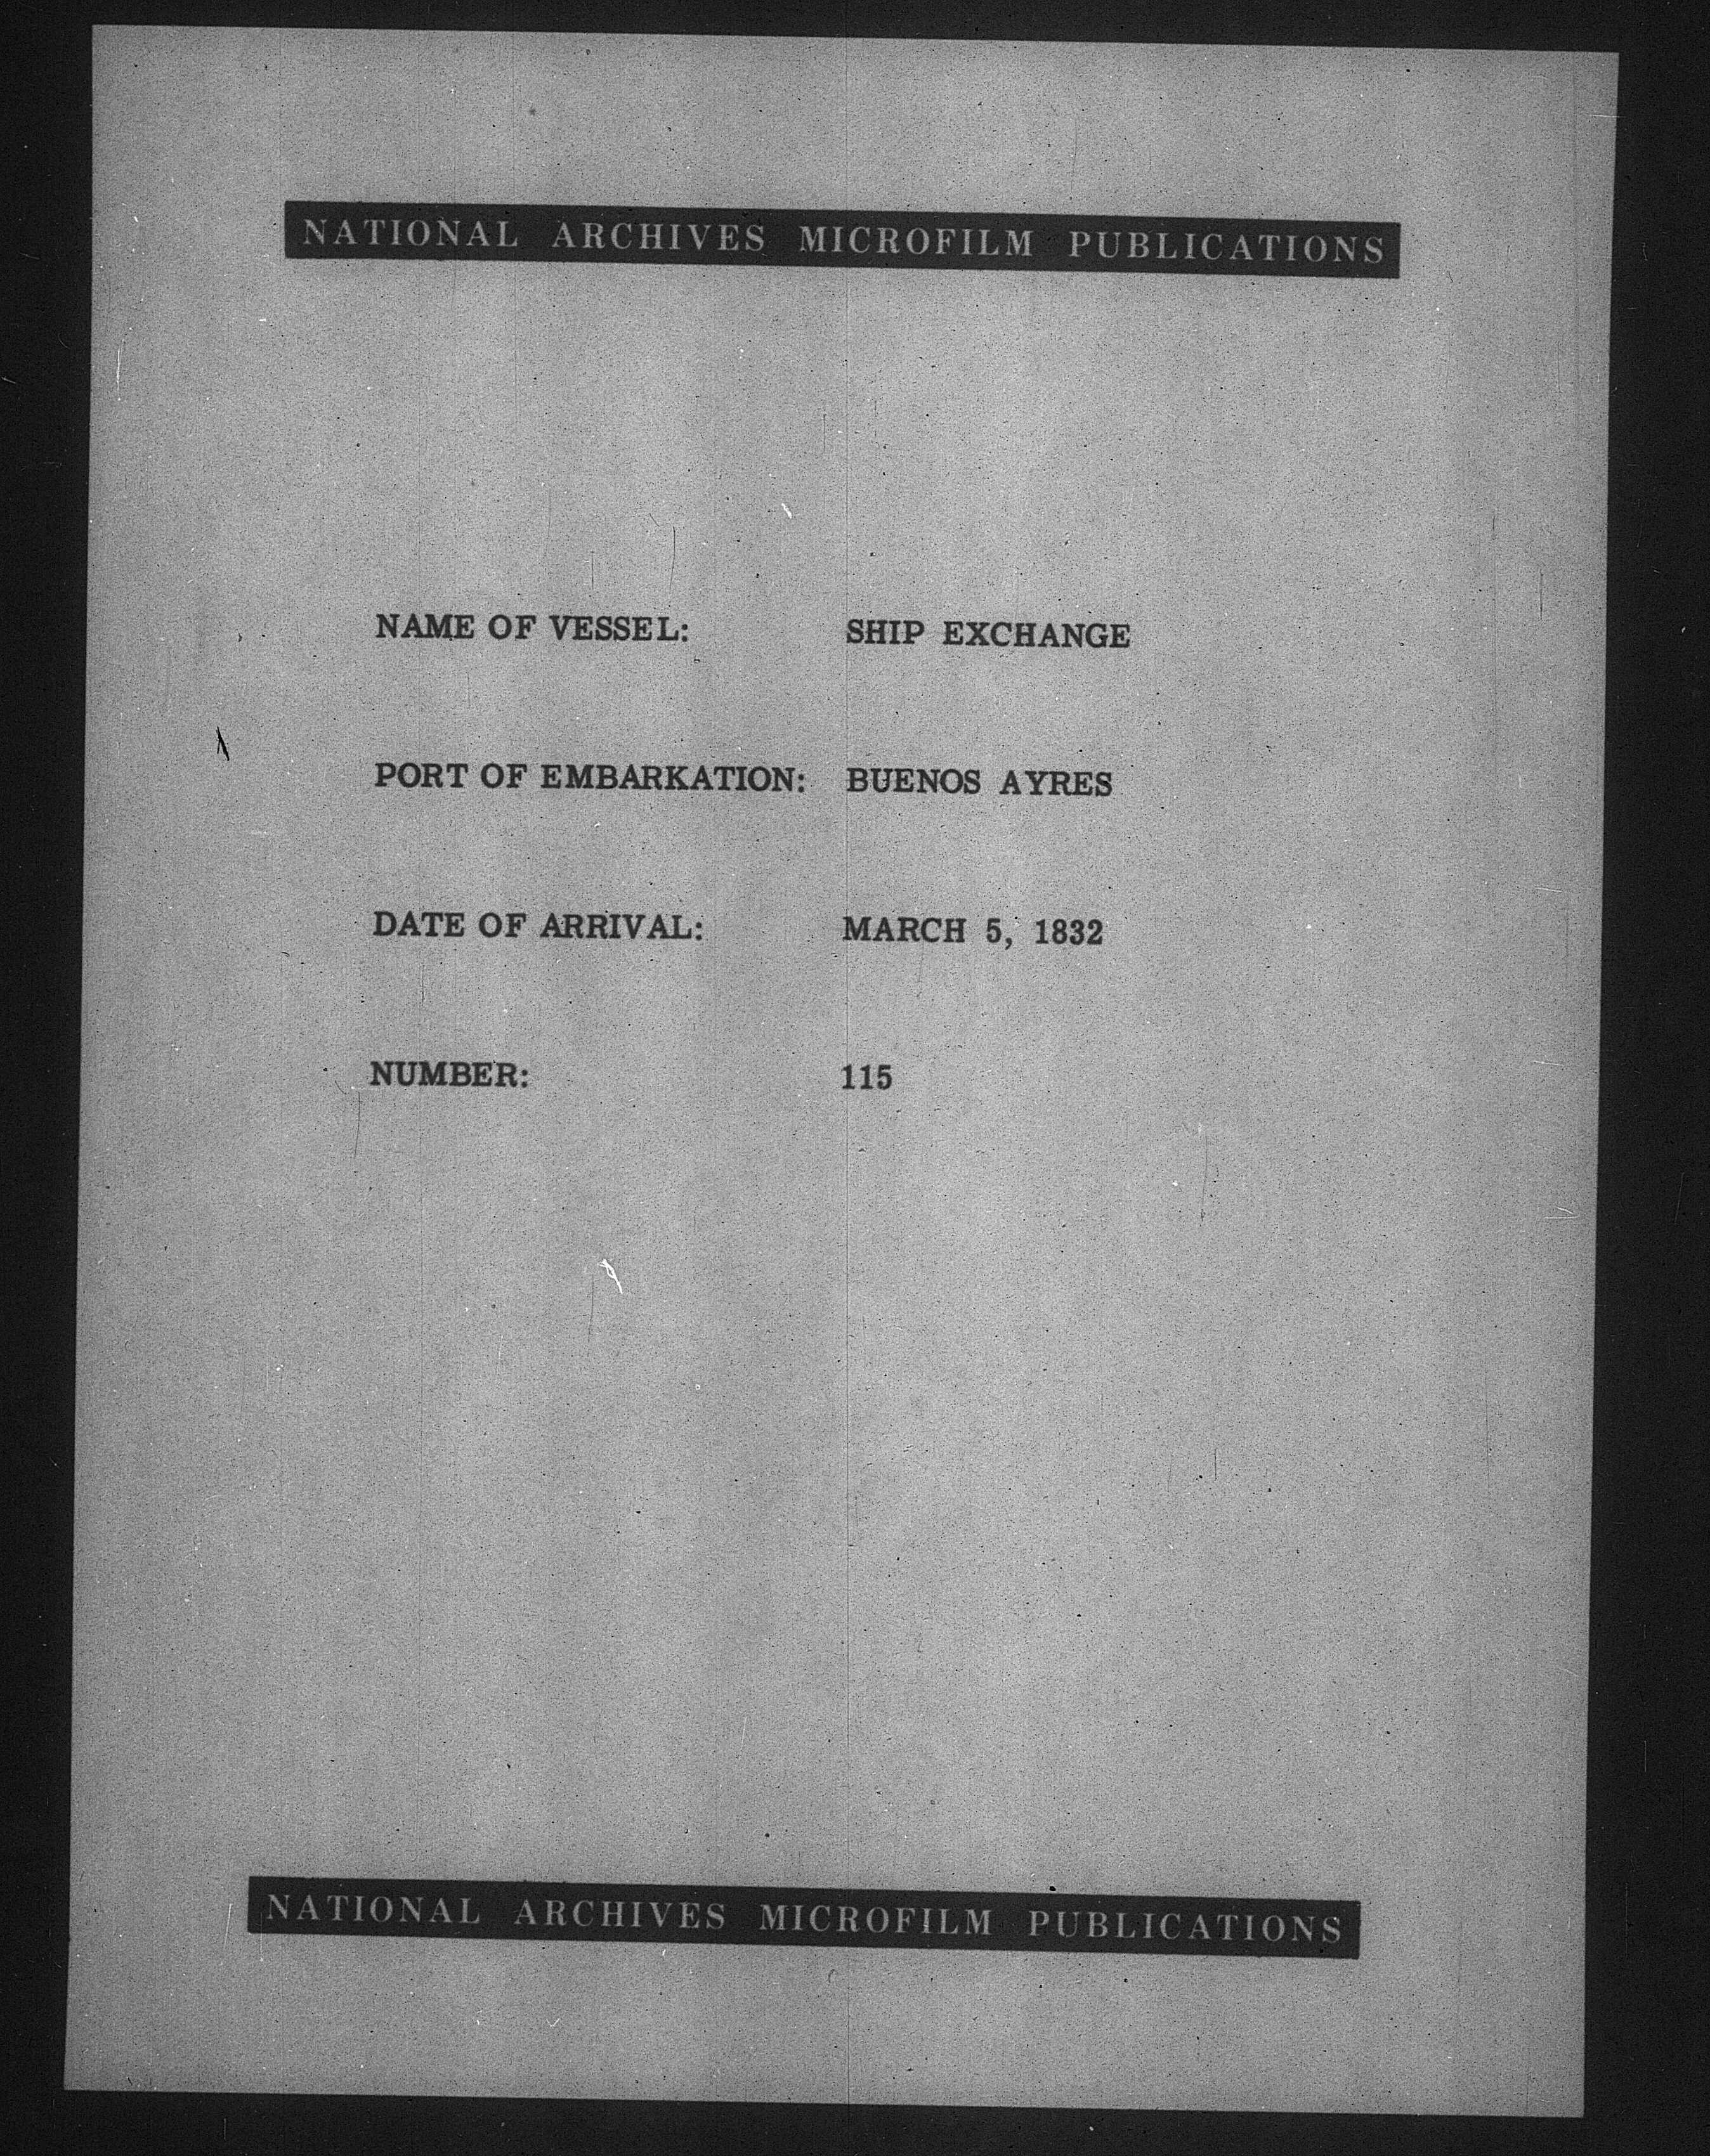 NATIONAL ARCHIVES MICROFILM PUBLICATIONS
NAME OF VESSEL: SHIP EXCHANGE
PORT OF EMBARKATION: BUENOS AYRES
DATE OF ARRIVAL: MARCH 5, 1832
NUMBER: 115
NATIONAL ARCHIVES MICROFILM PUBLICATIONS